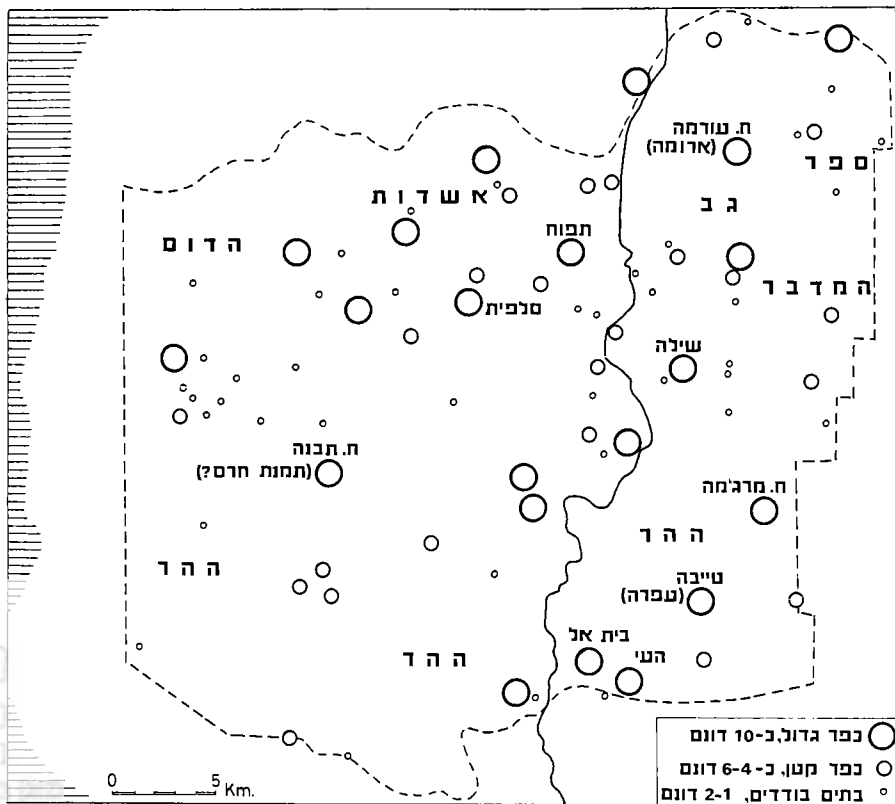 ח. עורמה
(ארומה)
ספר
אשדות
גב
הדום
תפוח
המדבר
סלפית
שילה
ח. תבנה
(תמנת חרם?)
ח. מרג'מה
ההר
ההר
טייבה
(עפרה)
בית אל
ההר
העי
כפר גדול, כ-10 דונם
כפר קטן, כ-6-4 דונם
בתים בודדים, 2-1 דונם
0 5 Km.